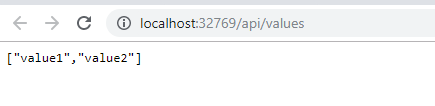 localhost:32769/api/values
["value1","value2"]